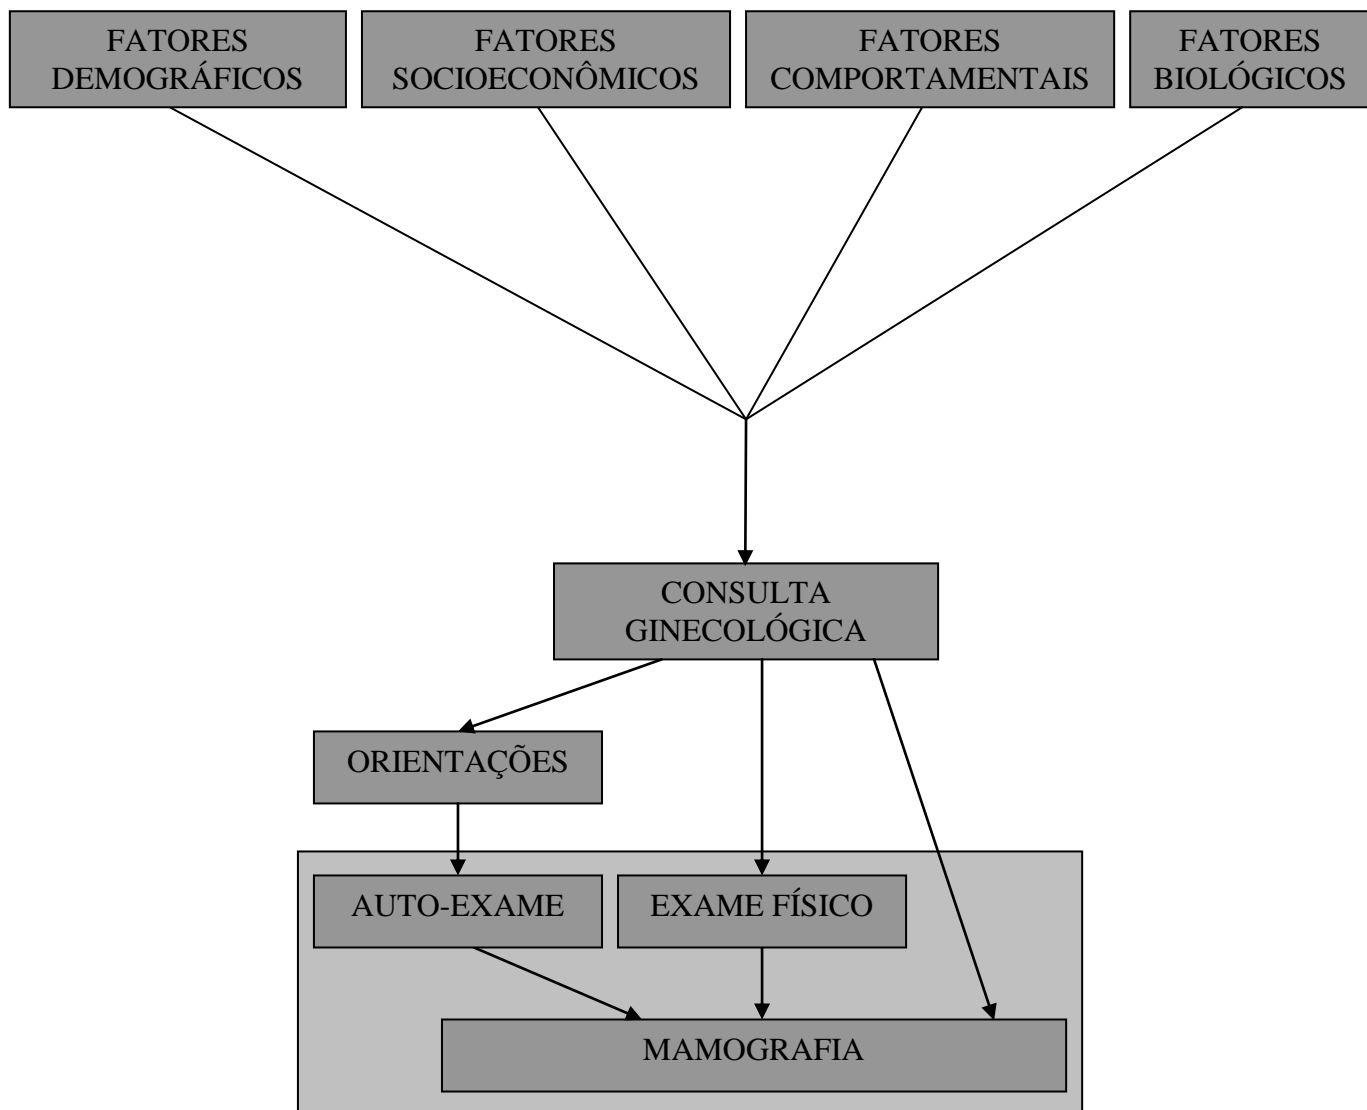 FATORES
DEMOGRÁFICOS
FATORES
SOCIOECONÔMICOS
FATORES
COMPORTAMENTAIS
FATORES
BIOLÓGICOS
CONSULTA
GINECOLÓGICA
ORIENTAÇÕES
AUTO-EXAME
EXAME FÍSICO
MAMOGRAFIA